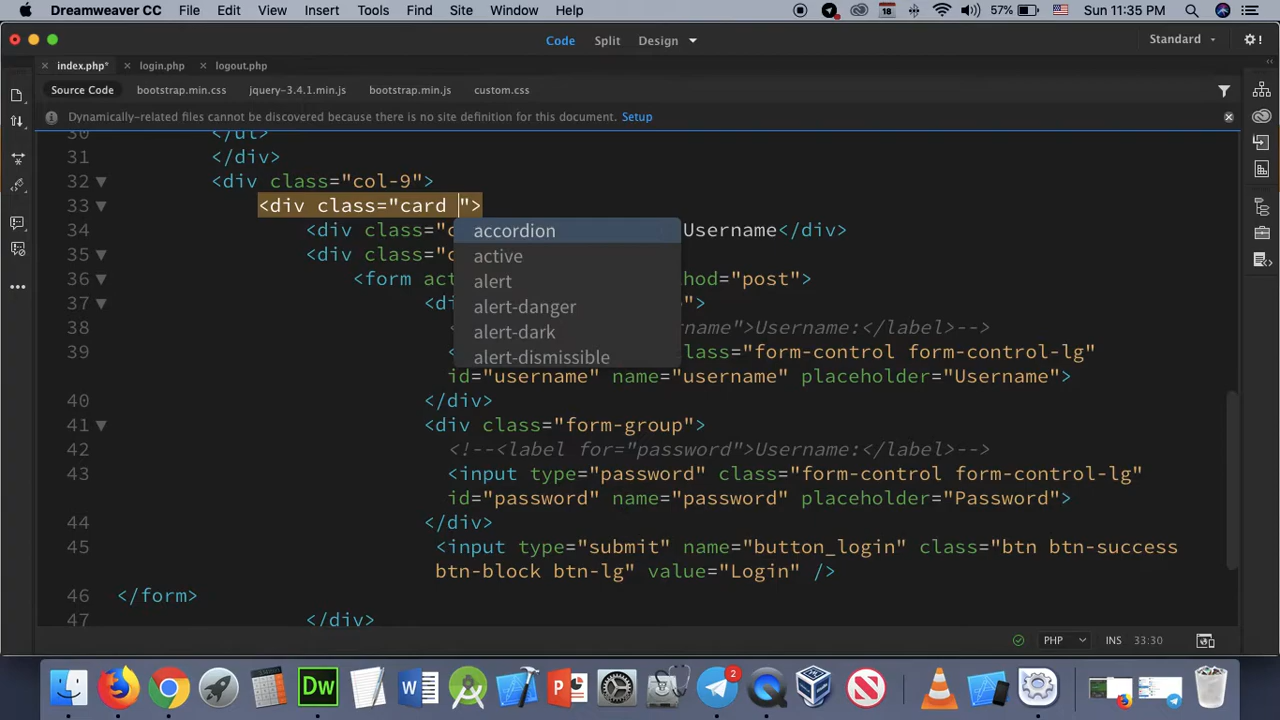 Dreamweaver CC File Edit View Insert Tools Find Site Window Help 18 57% Sun 11:35 PM
Code Split Design Standard
index.php* login.php logout.php
Source Code bootstrap.min.css jquery-3.4.1.min.js bootstrap.min.js custom.css
Dynamically-related files cannot be discovered because there is no site definition for this document. Setup
30 </ul>
31 </div>
32 <div class="col-9">
33 <div class="card ">
34 <div class="c Username</div>
35 <div class="c
36 <form act hod="post">
37 <di ">
38 name">Username:</label>-->
39 class="form-control form-control-lg"
id="username" name="username" placeholder="Username">
40 </div>
41 <div class="form-group">
42 <!--<label for="password">Username:</label>-->
43 <input type="password" class="form-control form-control-lg"
id="password" name="password" placeholder="Password">
44 </div>
45 <input type="submit" name="button_login" class="btn btn-success
btn-block btn-lg" value="Login" />
46 </form>
47 </div>
accordion
active
alert
alert-danger
alert-dark
alert-dismissible
PHP INS 33:30
Dw W P 2